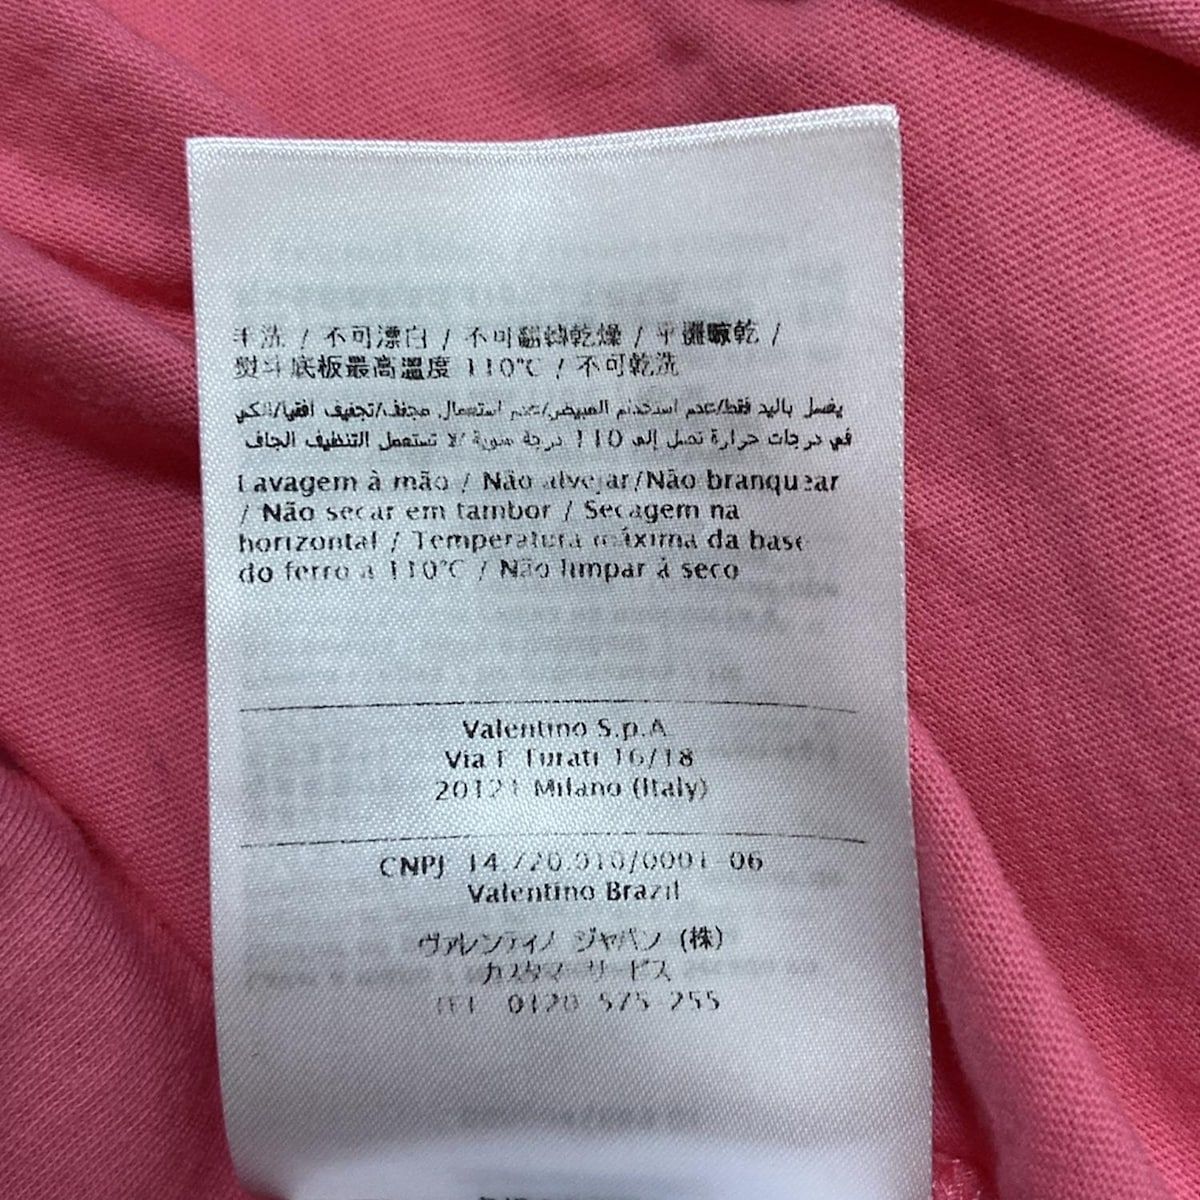 手洗 / 不可漂白 / 不可翻轉乾燥 / 平攤晾乾 /
熨斗底板最高溫度 110℃ / 不可乾洗
يغسل باليد فقط/عدم استخدام المبيض/عدم استعمال مجفف/تجفيف افقيا/الكي
في درجات حرارة تصل إلى 110 درجة مئوية /لا تستعمل التنظيف الجاف
Lavagem à mão / Não alvejar/Não branquear
/ Não secar em tambor / Secagem na
horizontal / Temperatura máxima da base
do ferro a 110℃ / Não limpar à seco
Valentino S.p.A.
Via F. Turati 16/18
20121 Milano (Italy)
CNPJ 14.720.010/0001-06
Valentino Brazil
ヴァレンティノ ジャパン (株)
カスタマーサービス
TEL 0120-575-255